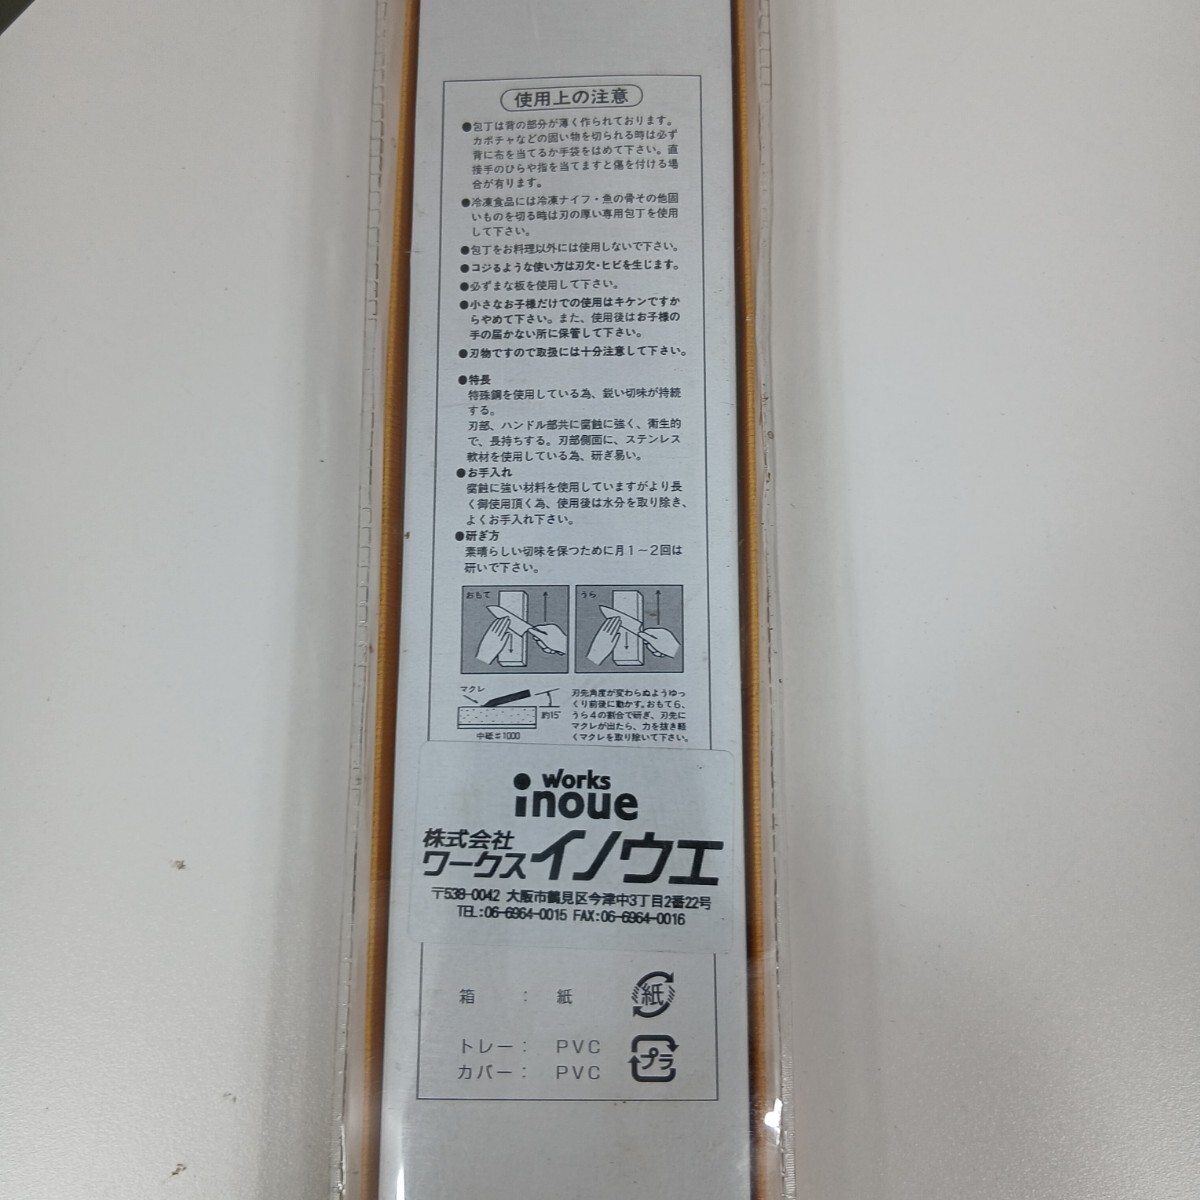 使用上の注意
●包丁は背の部分が薄く作られております。
カボチャなどの固い物を切られる時は必ず
背に布を当てるか手袋をはめて下さい。直
接手のひらや指を当てますと傷を付ける場
合が有ります。
●冷凍食品には冷凍ナイフ・魚の骨その他固
いものを切る時は刃の厚い専用包丁を使用
して下さい。
●包丁をお料理以外には使用しないで下さい。
●コジるような使い方は刃欠・ヒビを生じます。
●必ずまな板を使用して下さい。
●小さなお子様だけでの使用はキケンですか
らやめて下さい。また、使用後はお子様の
手の届かない所に保管して下さい。
●刃物ですので取扱には十分注意して下さい。
●特長
特殊鋼を使用している為、鋭い切味が持続
する。
刃部、ハンドル部共に腐蝕に強く、衛生的
で、長持ちする。刃部側面に、ステンレス
軟材を使用している為、研ぎ易い。
●お手入れ
腐蝕に強い材料を使用していますがより長
く御使用頂く為、使用後は水分を取り除き、
よくお手入れ下さい。
●研ぎ方
素晴らしい切味を保つために月1~2回は
研いで下さい。
おもて
うら
マクレ
約15°
中砥#1000
刃先角度が変わらぬようゆっ
くり前後に動かす。おもて6、
うら4の割合で研ぎ、刃先に
マクレが出たら、力を抜き軽
くマクレを取り除いて下さい。
Works
inoue
株式会社
ワークスイノウエ
〒538-0042 大阪市鶴見区今津中3丁目2番22号
TEL:06-6964-0015 FAX:06-6964-0016
箱 : 紙
紙
トレー: PVC
カバー: PVC
プラ